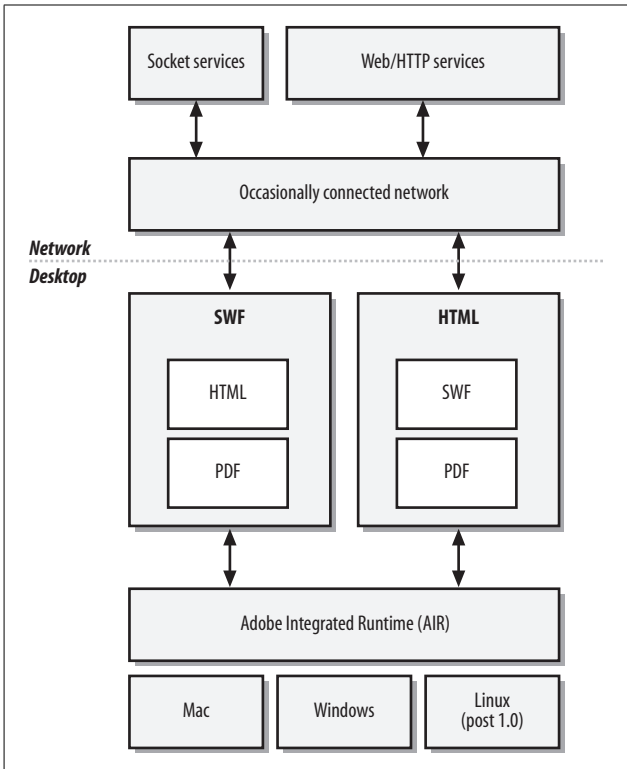 Socket services
Web/HTTP services
Occasionally connected network
Network
Desktop
SWF
HTML
HTML
SWF
PDF
PDF
Adobe Integrated Runtime (AIR)
Mac
Windows
Linux
(post 1.0)